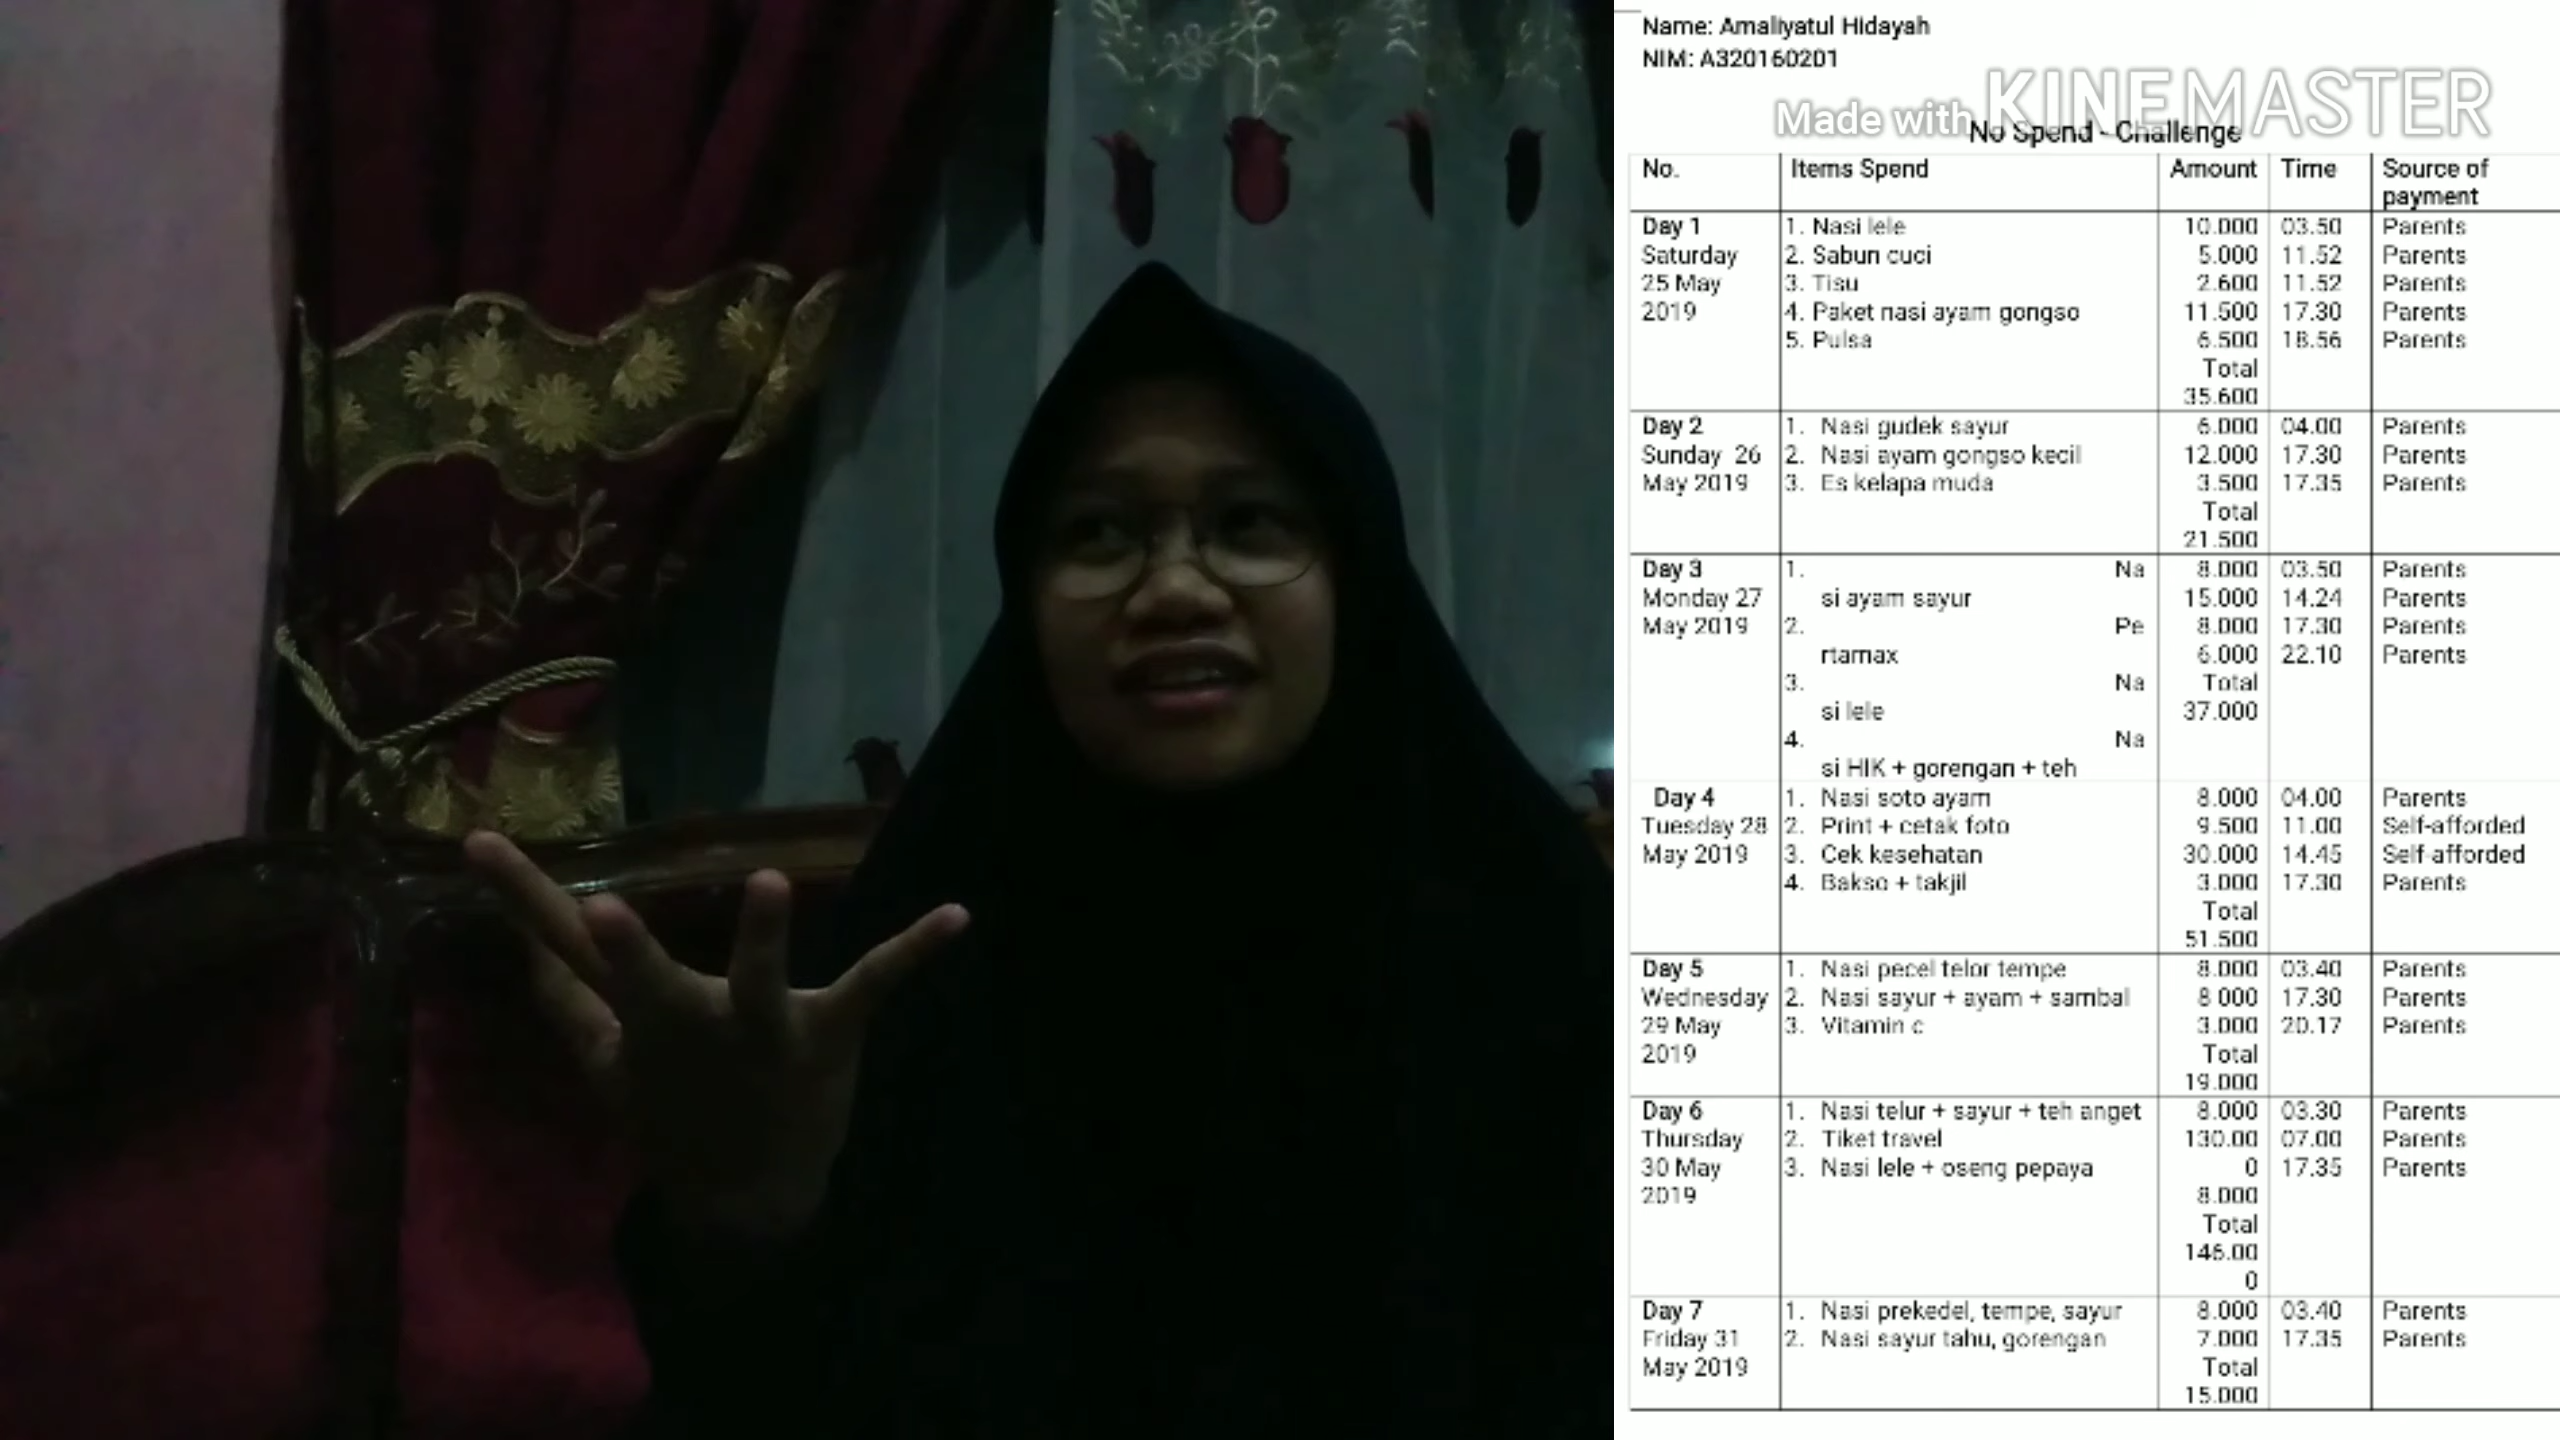 Name: Amaliyatul Hidayah
NIM: A320160201
Made with KINEMASTER
No Spend - Challenge
No. Items Spend Amount Time Source of
payment
Day 1 1. Nasi lele 10.000 03.50 Parents
Saturday 2. Sabun cuci 5.000 11.52 Parents
25 May 3. Tisu 2.600 11.52 Parents
2019 4. Paket nasi ayam gongso 11.500 17.30 Parents
5. Pulsa 6.500 18.56 Parents
Total
35.600
Day 2 1. Nasi gudek sayur 6.000 04.00 Parents
Sunday 26 2. Nasi ayam gongso kecil 12.000 17.30 Parents
May 2019 3. Es kelapa muda 3.500 17.35 Parents
Total
21.500
Day 3 1. Na 8.000 03.50 Parents
Monday 27 si ayam sayur 15.000 14.24 Parents
May 2019 2. Pe 8.000 17.30 Parents
rtamax 6.000 22.10 Parents
3. Na Total
si lele 37.000
4. Na
si HIK + gorengan + teh
Day 4 1. Nasi soto ayam 8.000 04.00 Parents
Tuesday 28 2. Print + cetak foto 9.500 11.00 Self-afforded
May 2019 3. Cek kesehatan 30.000 14.45 Self-afforded
4. Bakso + takjil 3.000 17.30 Parents
Total
51.500
Day 5 1. Nasi pecel telor tempe 8.000 03.40 Parents
Wednesday 2. Nasi sayur + ayam + sambal 8 000 17.30 Parents
29 May 3. Vitamin c 3.000 20.17 Parents
2019 Total
19.000
Day 6 1. Nasi telur + sayur + teh anget 8.000 03.30 Parents
Thursday 2. Tiket travel 130.00 07.00 Parents
30 May 3. Nasi lele + oseng pepaya 0 17.35 Parents
2019 8.000
Total
146.00
0
Day 7 1. Nasi prekedel, tempe, sayur 8.000 03.40 Parents
Friday 31 2. Nasi sayur tahu, gorengan 7.000 17.35 Parents
May 2019 Total
15.000